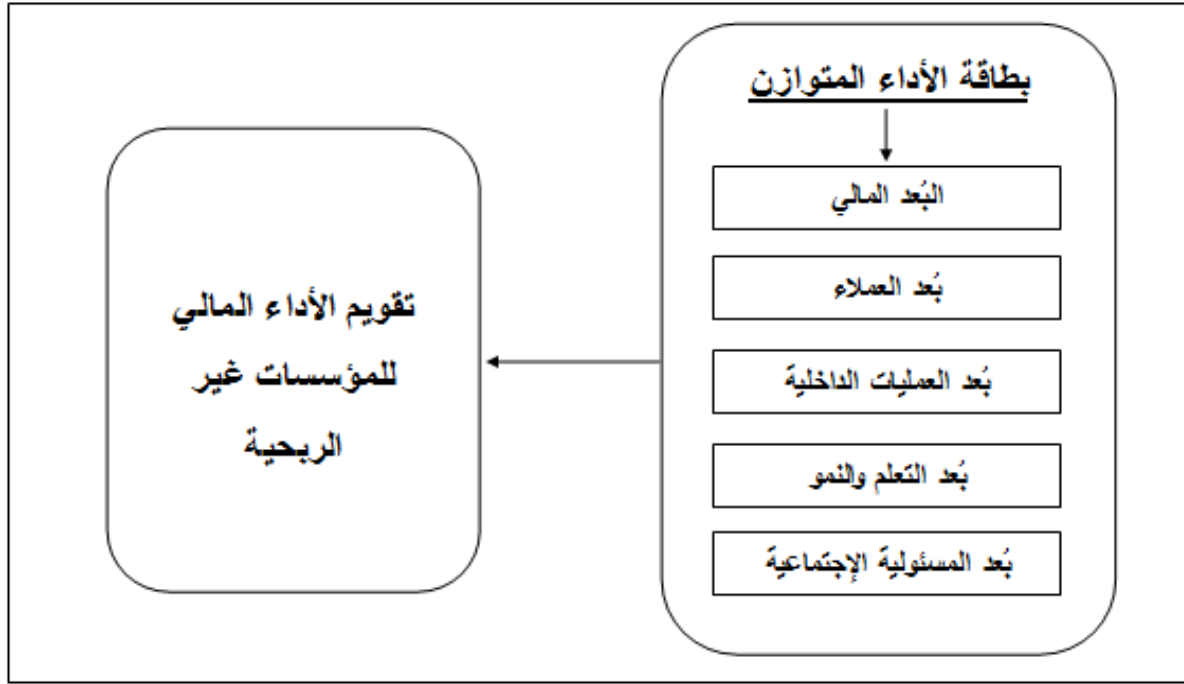 بطاقة الأداء المتوازن
البُعد المالي
بُعد العملاء
بُعد العمليات الداخلية
بُعد التعلم والنمو
بُعد المسئولية الإجتماعية
تقويم الأداء المالي
للمؤسسات غير
الربحية